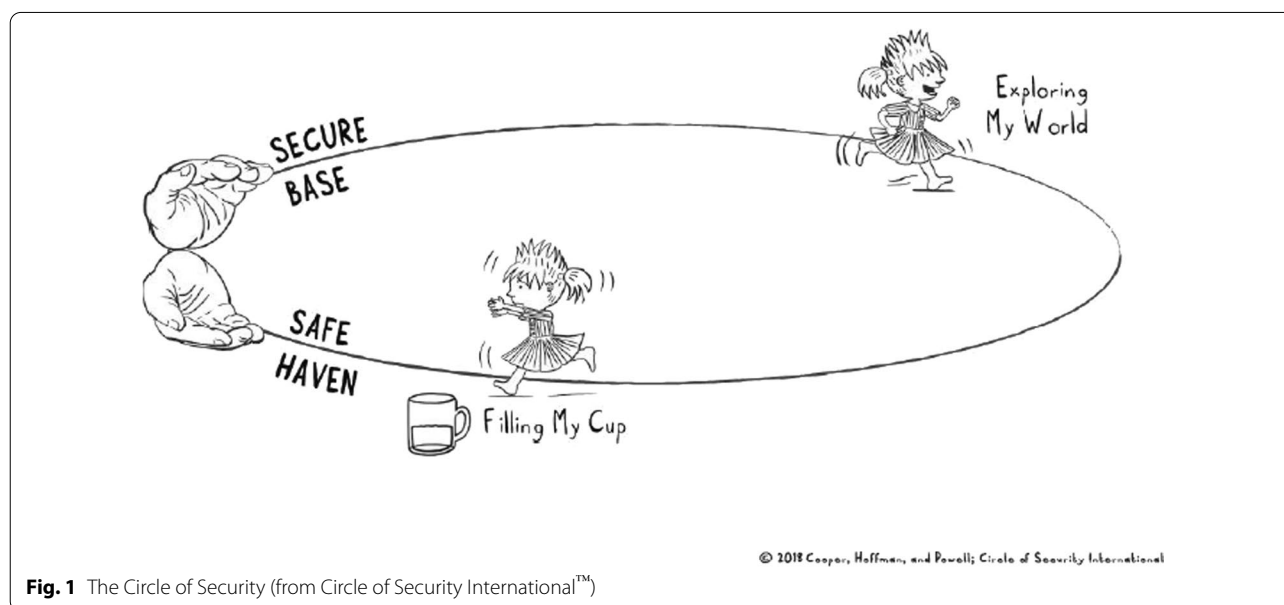 SECURE
BASE
Exploring
My World
SAFE
HAVEN
Filling My Cup
© 2018 Cooper, Hoffman, and Powell; Circle of Security International
Fig. 1 The Circle of Security (from Circle of Security International™)